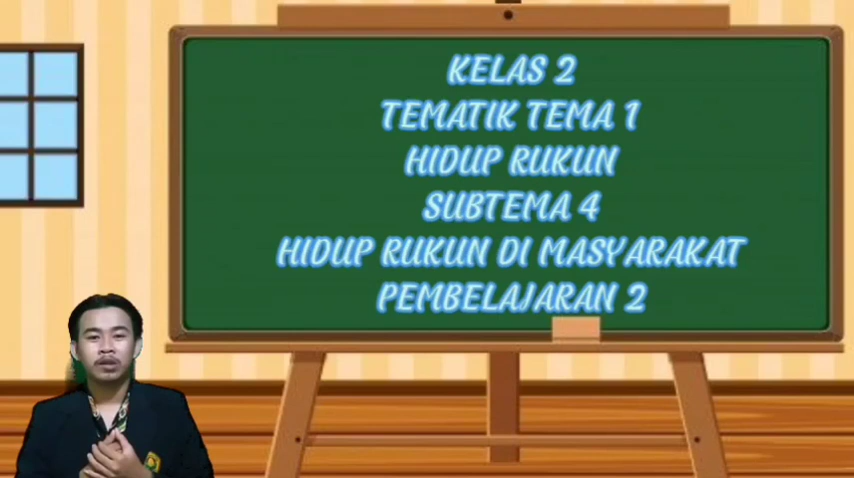 KELAS 2
TEMATIK TEMA 1
HIDUP RUKUN
SUBTEMA 4
HIDUP RUKUN DI MASYARAKAT
PEMBELAJARAN 2